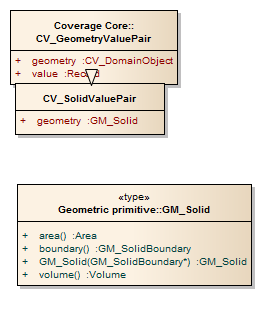 Coverage Core::
CV_GeometryValuePair
+ geometry :CV_DomainObject
+ value :Record
CV_SolidValuePair
+ geometry :GM_Solid
«type»
Geometric primitive::GM_Solid
+ area() :Area
+ boundary() :GM_SolidBoundary
+ GM_Solid(GM_SolidBoundary*) :GM_Solid
+ volume() :Volume